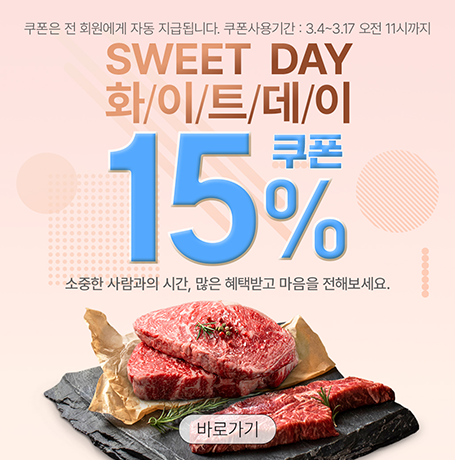 쿠폰은 전 회원에게 자동 지급됩니다. 쿠폰사용기간 : 3.4~3.17 오전 11시까지
SWEET DAY
화/이/트/데/이
15% 쿠폰
소중한 사람과의 시간, 많은 혜택받고 마음을 전해보세요.
바로가기